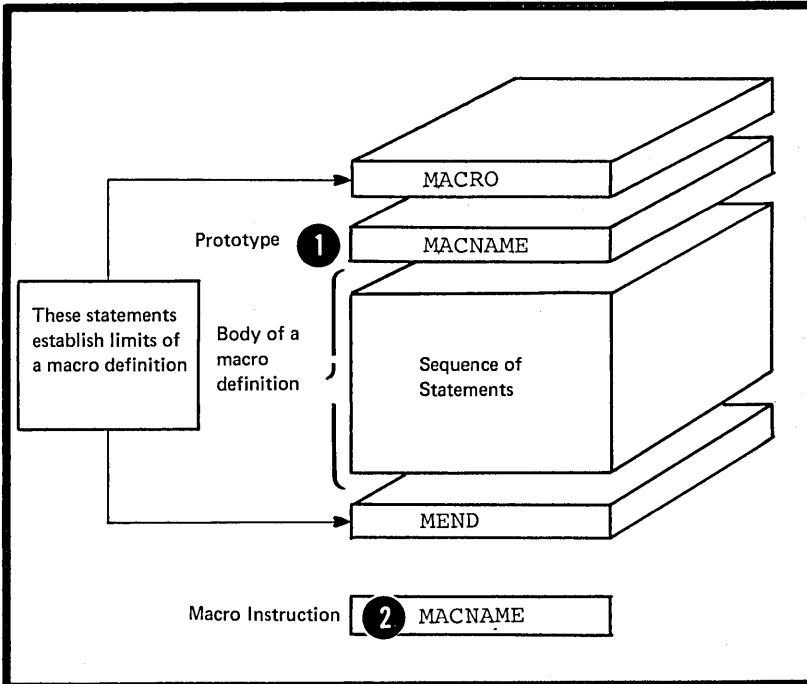 MACRO
Prototype 1 MACNAME
These statements
establish limits of
a macro definition
Body of a
macro
definition
Sequence of
Statements
MEND
Macro Instruction 2 MACNAME